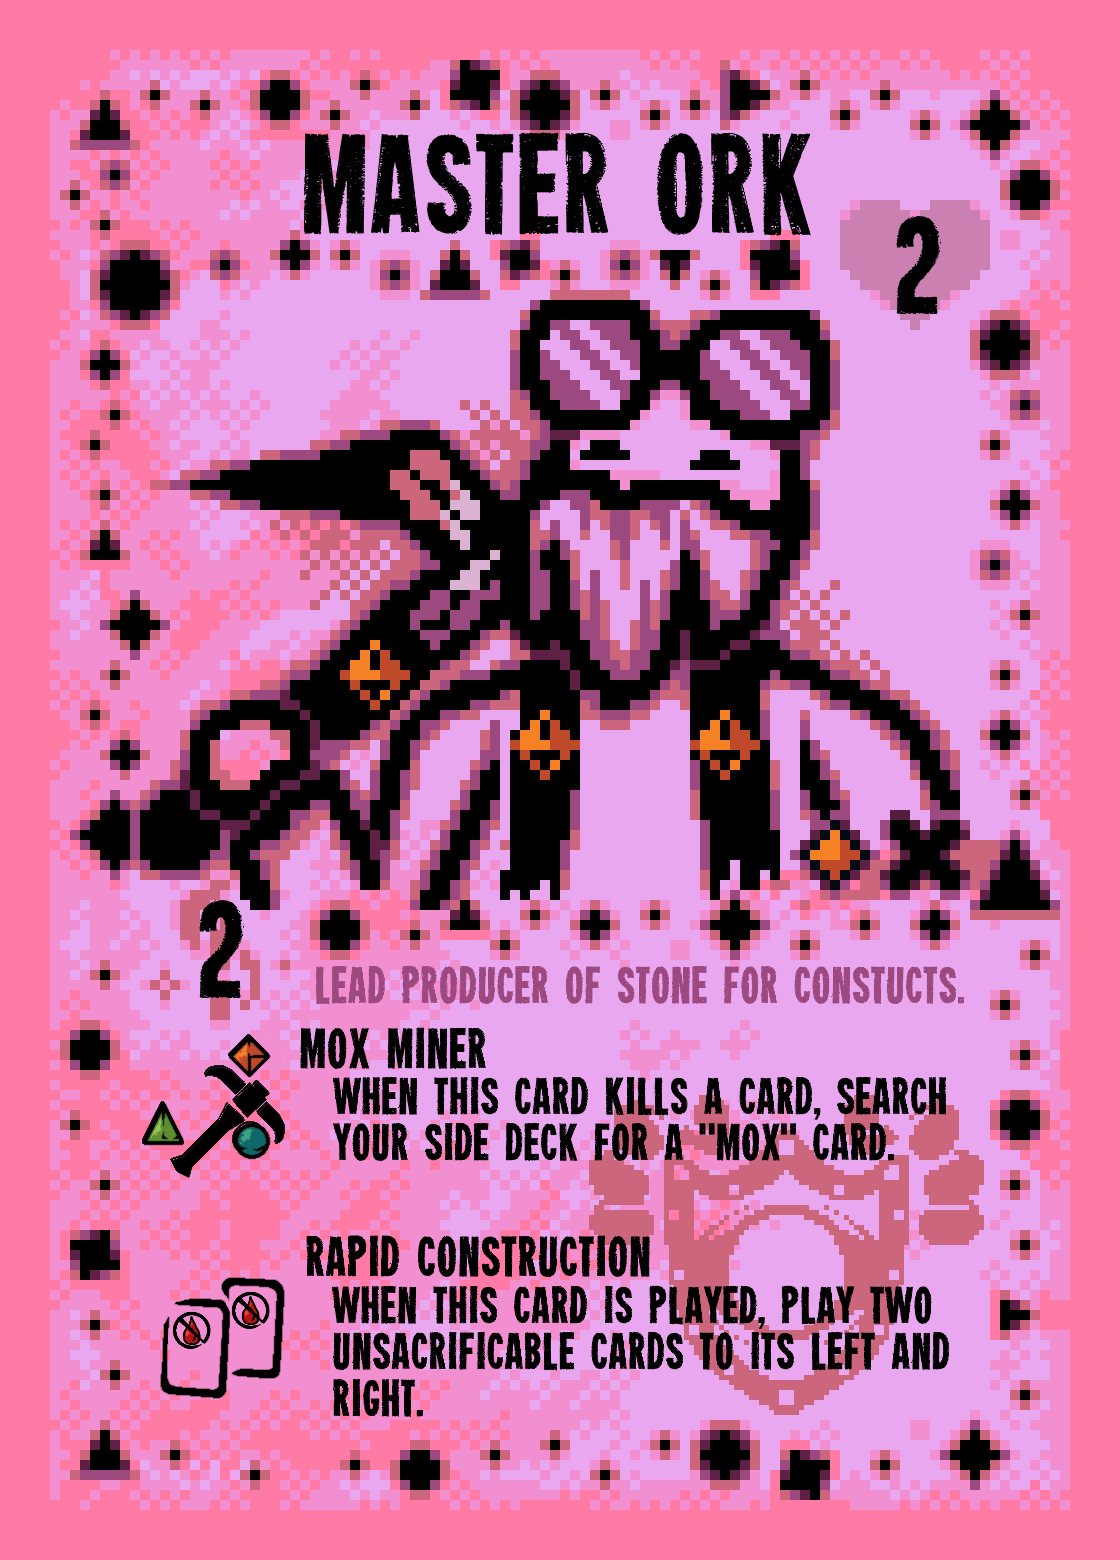 MASTER ORK
2
2
LEAD PRODUCER OF STONE FOR CONSTUCTS.
MOX MINER
WHEN THIS CARD KILLS A CARD, SEARCH
YOUR SIDE DECK FOR A "MOX" CARD.
RAPID CONSTRUCTION
WHEN THIS CARD IS PLAYED, PLAY TWO
UNSACRIFICABLE CARDS TO ITS LEFT AND
RIGHT.